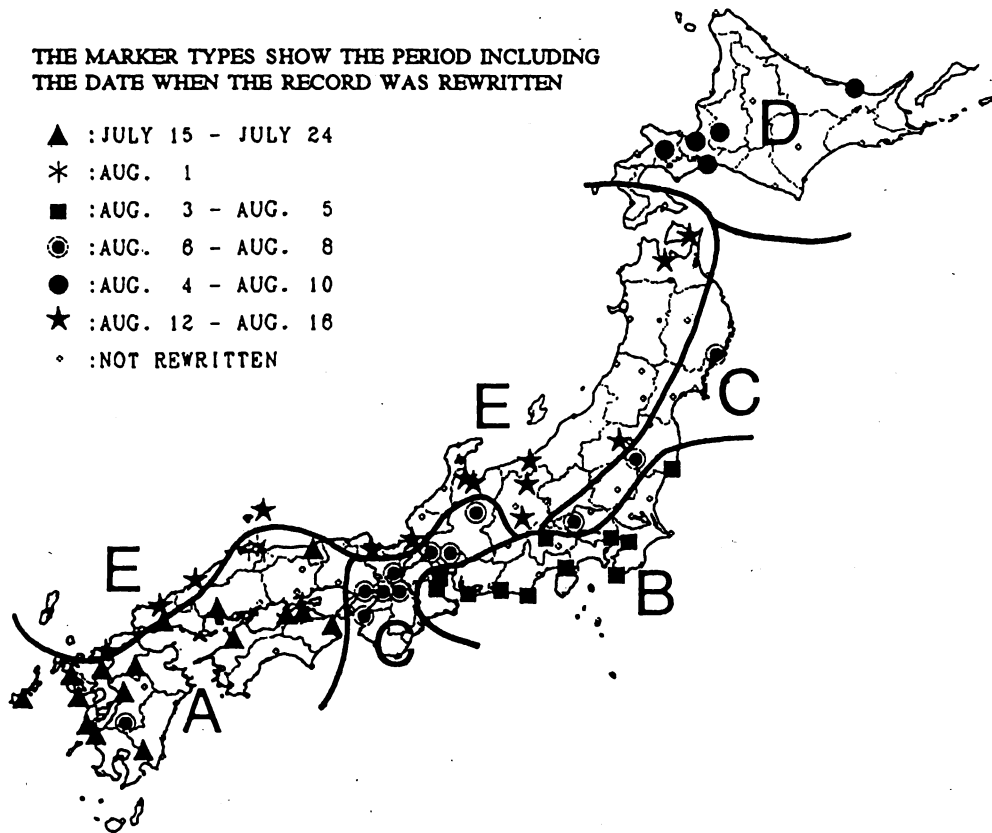 THE MARKER TYPES SHOW THE PERIOD INCLUDING
THE DATE WHEN THE RECORD WAS REWRITTEN
:JULY 15 - JULY 24
:AUG. 1
:AUG. 3 - AUG. 5
:AUG. 6 - AUG. 8
:AUG. 4 - AUG. 10
:AUG. 12 - AUG. 16
:NOT REWRITTEN
D
E
C
E
B
C
A